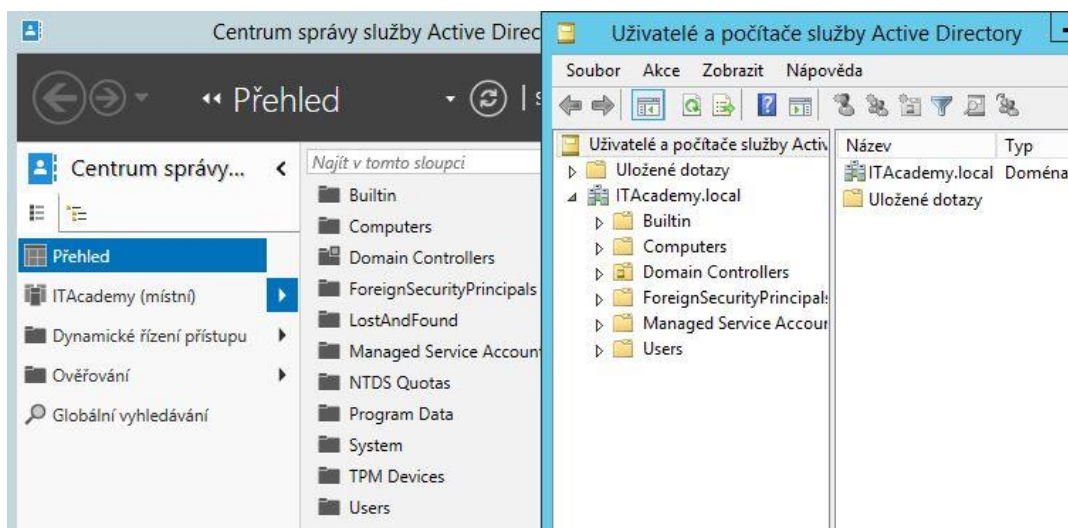 Centrum správy služby Active Direc
Přehled
Centrum správy...
Přehled
ITAcademy (místní)
Dynamické řízení přístupu
Ověřování
Globální vyhledávání
Najít v tomto sloupci
Builtin
Computers
Domain Controllers
ForeignSecurityPrincipals
LostAndFound
Managed Service Account
NTDS Quotas
Program Data
System
TPM Devices
Users
Uživatelé a počítače služby Active Directory
Soubor Akce Zobrazit Nápověda
Uživatelé a počítače služby Activ
Uložené dotazy
ITAcademy.local
Builtin
Computers
Domain Controllers
ForeignSecurityPrincipals
Managed Service Accour
Users
Název Typ
ITAcademy.local Doména
Uložené dotazy